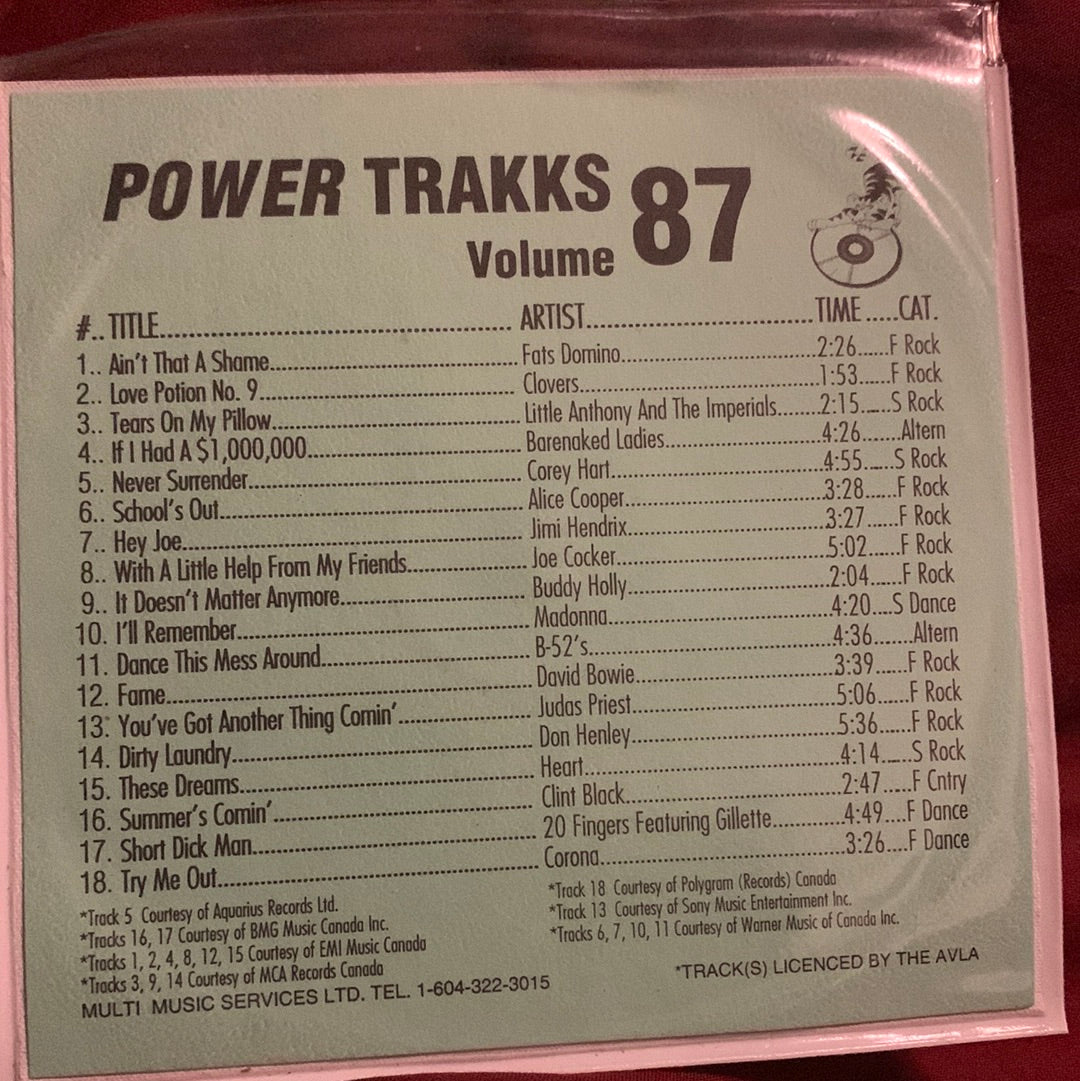 POWER TRAKKS
Volume 87
#.. TITLE.......... ARTIST.......... TIME.....CAT.
1.. Ain't That A Shame.......... Fats Domino..........2:26......F Rock
2.. Love Potion No. 9.......... Clovers..........1:53......F Rock
3.. Tears On My Pillow.......... Little Anthony And The Imperials.......2:15......S Rock
4.. If I Had A $1,000,000.......... Barenaked Ladies..........4:26.......Altern
5.. Never Surrender.......... Corey Hart..........4:55......S Rock
6.. School's Out.......... Alice Cooper..........3:28......F Rock
7.. Hey Joe.......... Jimi Hendrix..........3:27......F Rock
8.. With A Little Help From My Friends.......... Joe Cocker..........5:02......F Rock
9.. It Doesn't Matter Anymore.......... Buddy Holly..........2:04......F Rock
10. I'll Remember.......... Madonna..........4:20....S Dance
11. Dance This Mess Around.......... B-52's..........4:36.......Altern
12. Fame.......... David Bowie..........3:39......F Rock
13. You've Got Another Thing Comin'.......... Judas Priest..........5:06......F Rock
14. Dirty Laundry.......... Don Henley..........5:36......F Rock
15. These Dreams.......... Heart..........4:14......S Rock
16. Summer's Comin'.......... Clint Black..........2:47.....F Cntry
17. Short Dick Man.......... 20 Fingers Featuring Gillette..........4:49....F Dance
18. Try Me Out.......... Corona..........3:26....F Dance
*Track 5 Courtesy of Aquarius Records Ltd.
*Tracks 16, 17 Courtesy of BMG Music Canada Inc.
*Tracks 1, 2, 4, 8, 12, 15 Courtesy of EMI Music Canada
*Tracks 3, 9, 14 Courtesy of MCA Records Canada
*Track 18 Courtesy of Polygram (Records) Canada
*Track 13 Courtesy of Sony Music Entertainment Inc.
*Tracks 6, 7, 10, 11 Courtesy of Warner Music of Canada Inc.
MULTI MUSIC SERVICES LTD. TEL. 1-604-322-3015
*TRACK(S) LICENCED BY THE AVLA